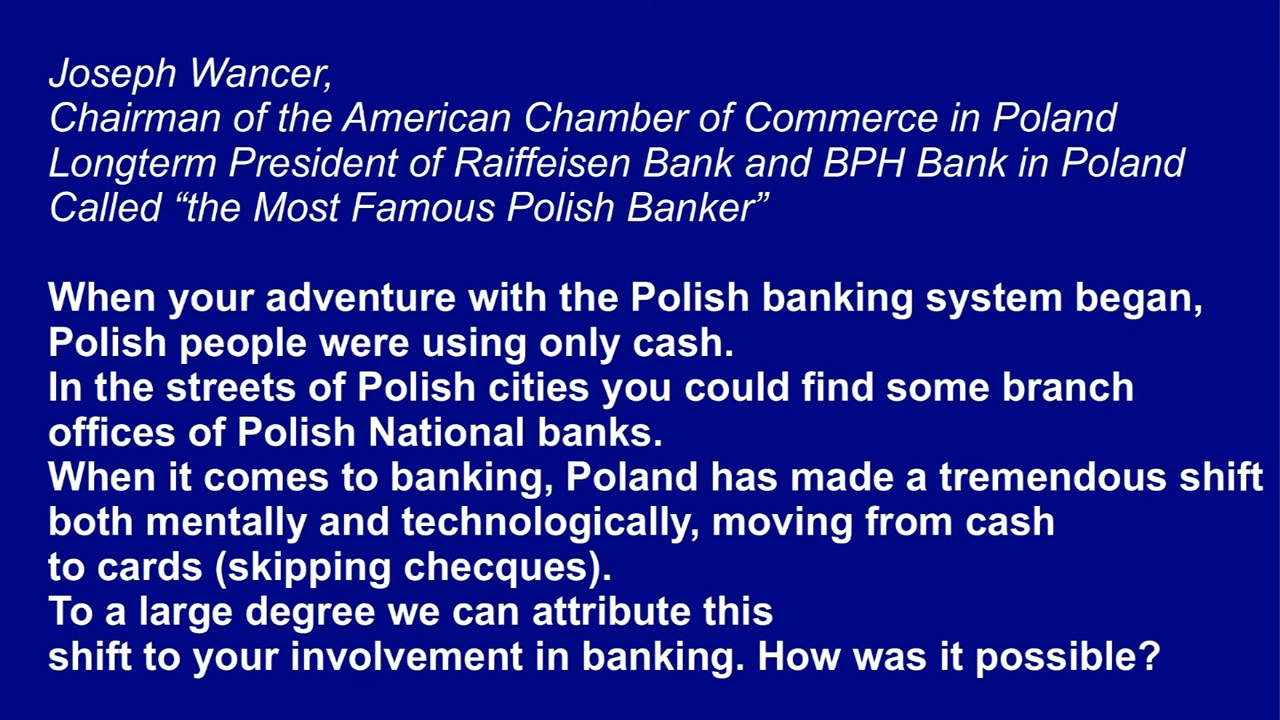 Joseph Wancer,
Chairman of the American Chamber of Commerce in Poland
Longterm President of Raiffeisen Bank and BPH Bank in Poland
Called “the Most Famous Polish Banker”
When your adventure with the Polish banking system began,
Polish people were using only cash.
In the streets of Polish cities you could find some branch
offices of Polish National banks.
When it comes to banking, Poland has made a tremendous shift
both mentally and technologically, moving from cash
to cards (skipping checques).
To a large degree we can attribute this
shift to your involvement in banking. How was it possible?